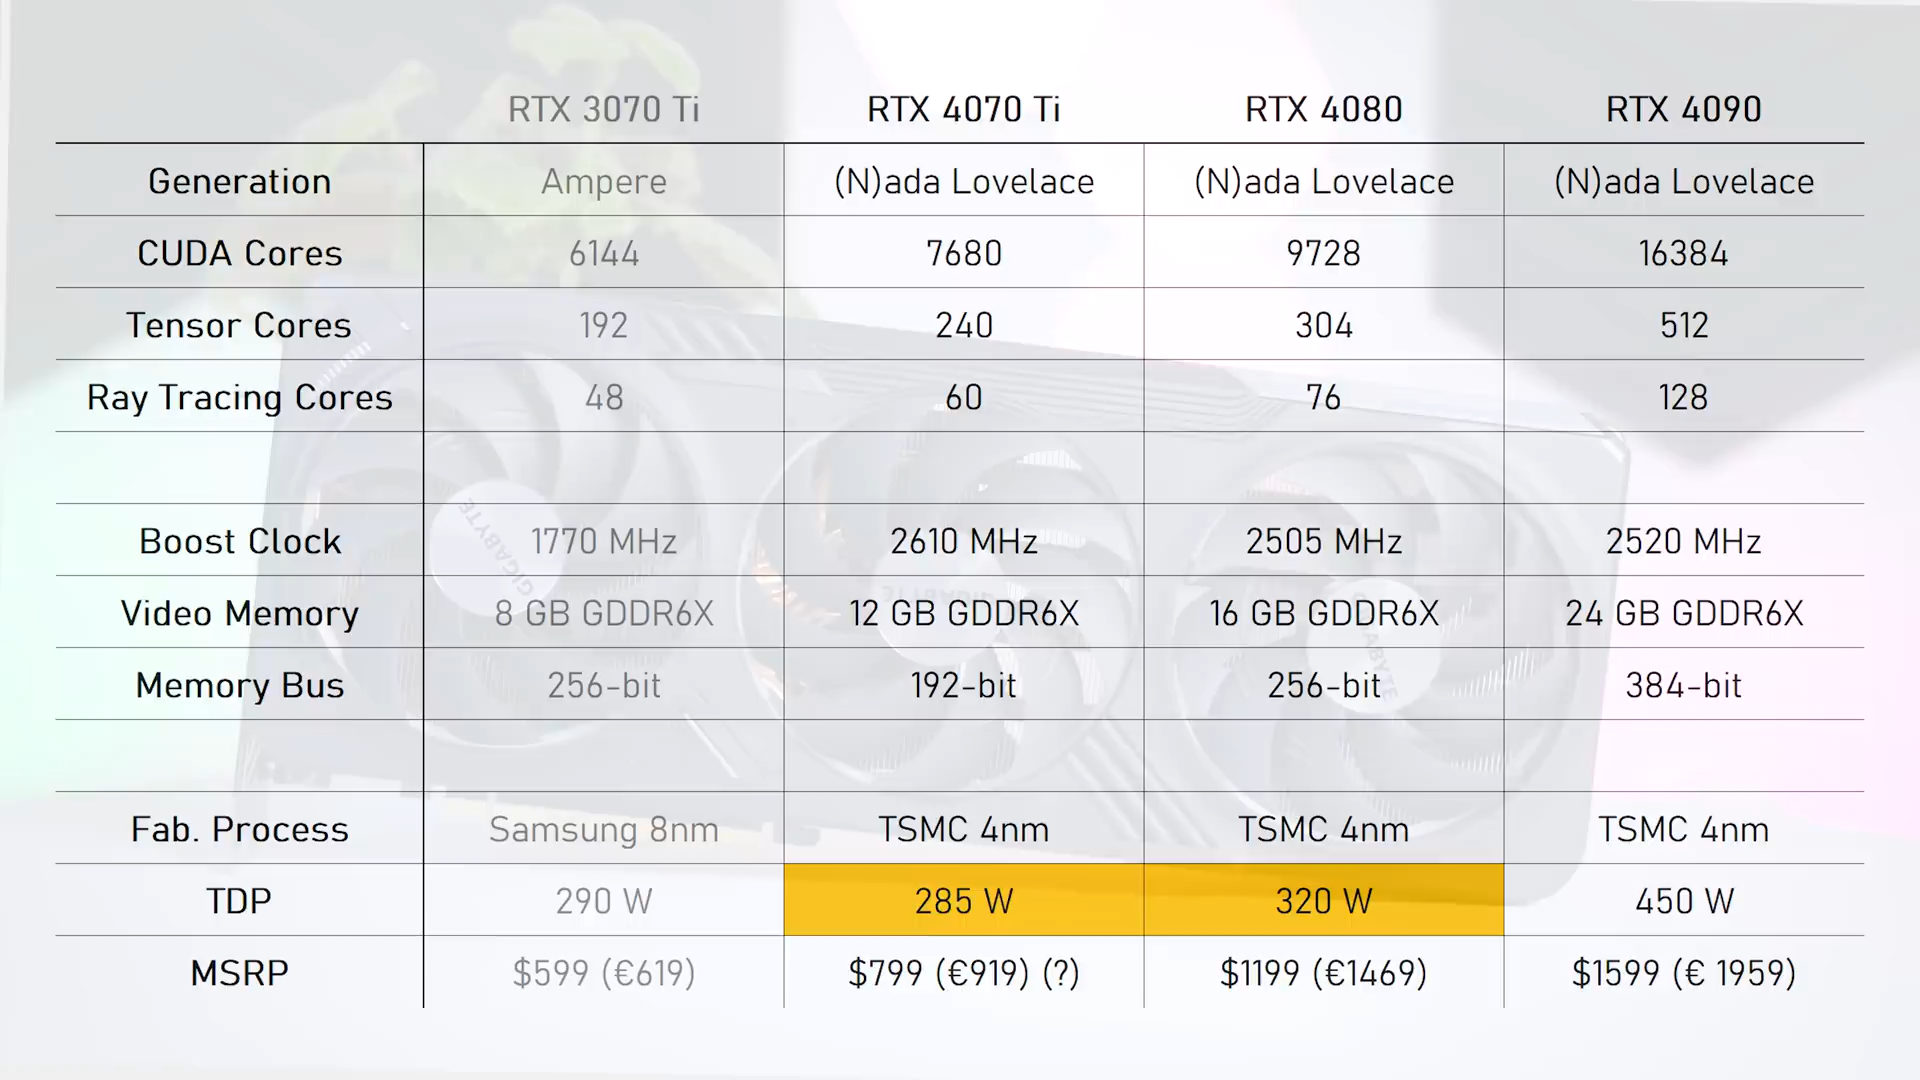 RTX 3070 Ti RTX 4070 Ti RTX 4080 RTX 4090
Generation Ampere (N)ada Lovelace (N)ada Lovelace (N)ada Lovelace
CUDA Cores 6144 7680 9728 16384
Tensor Cores 192 240 304 512
Ray Tracing Cores 48 60 76 128
Boost Clock 1770 MHz 2610 MHz 2505 MHz 2520 MHz
Video Memory 8 GB GDDR6X 12 GB GDDR6X 16 GB GDDR6X 24 GB GDDR6X
Memory Bus 256-bit 192-bit 256-bit 384-bit
Fab. Process Samsung 8nm TSMC 4nm TSMC 4nm TSMC 4nm
TDP 290 W 285 W 320 W 450 W
MSRP $599 (€619) $799 (€919) (?) $1199 (€1469) $1599 (€ 1959)
GIGABYTE
GIGABYTE